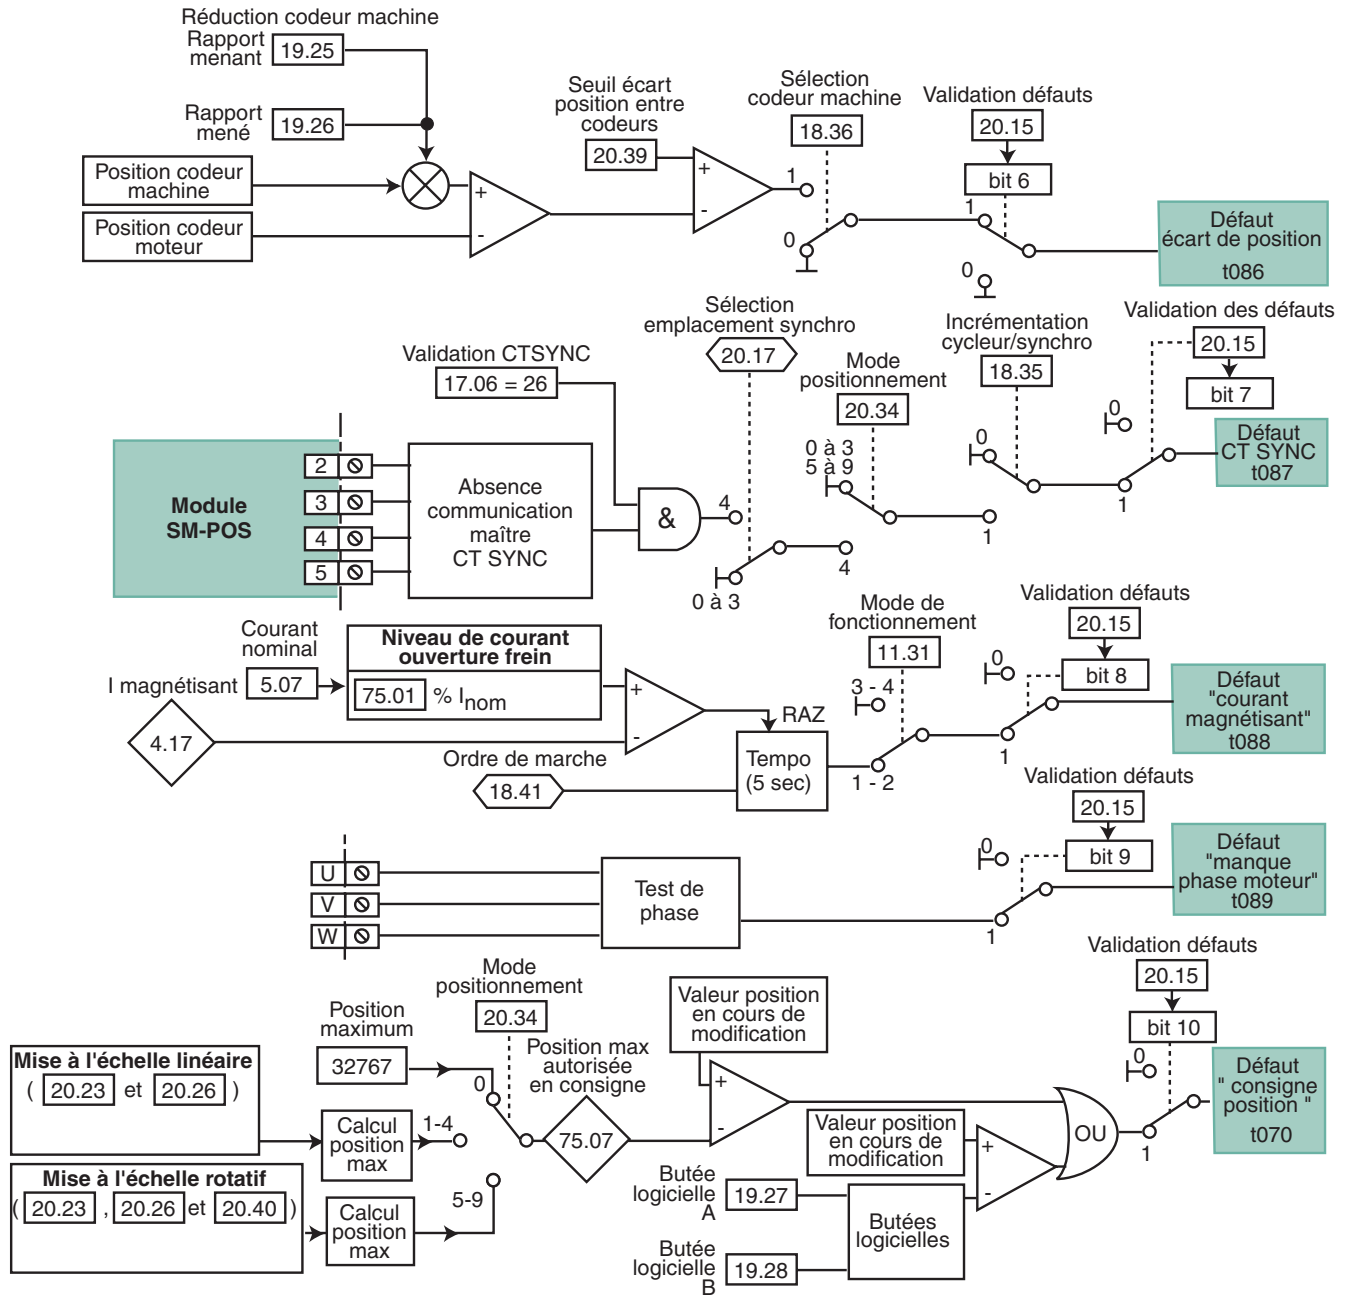 Réduction codeur machine
Rapport
menant
19.25
Rapport
mené
19.26
Position codeur
machine
Position codeur
moteur
+
-
Seuil écart
position entre
codeurs
20.39
+
-
Sélection
codeur machine
18.36
1
0
Validation défauts
20.15
bit 6
1
0
Défaut
écart de position
t086
Sélection
emplacement synchro
20.17
Validation CTSYNC
17.06 = 26
Module
SM-POS
2
3
4
5
Absence
communication
maître
CT SYNC
&
4
0 à 3
4
Mode
positionnement
20.34
0 à 3
5 à 9
Incrémentation
cycleur/synchro
18.35
0
1
Validation des défauts
20.15
bit 7
0
1
Défaut
CT SYNC
t087
Courant
nominal
I magnétisant
5.07
Niveau de courant
ouverture frein
75.01 % Inom
4.17
+
-
Ordre de marche
18.41
RAZ
Tempo
(5 sec)
Mode de
fonctionnement
11.31
3 - 4
1 - 2
Validation défauts
20.15
bit 8
0
1
Défaut
"courant
magnétisant"
t088
U
V
W
Test de
phase
Validation défauts
20.15
bit 9
0
1
Défaut
"manque
phase moteur"
t089
Mise à l'échelle linéaire
( 20.23 et 20.26 )
Mise à l'échelle rotatif
( 20.23 , 20.26 et 20.40 )
Position
maximum
32767
Calcul
position
max
Calcul
position
max
Mode
positionnement
20.34
0
1-4
5-9
Position max
autorisée
en consigne
75.07
Valeur position
en cours de
modification
+
-
Valeur position
en cours de
modification
+
-
Butée
logicielle
A
19.27
Butée
logicielle
B
19.28
Butées
logicielles
OU
Validation défauts
20.15
bit 10
0
1
Défaut
" consigne
position "
t070